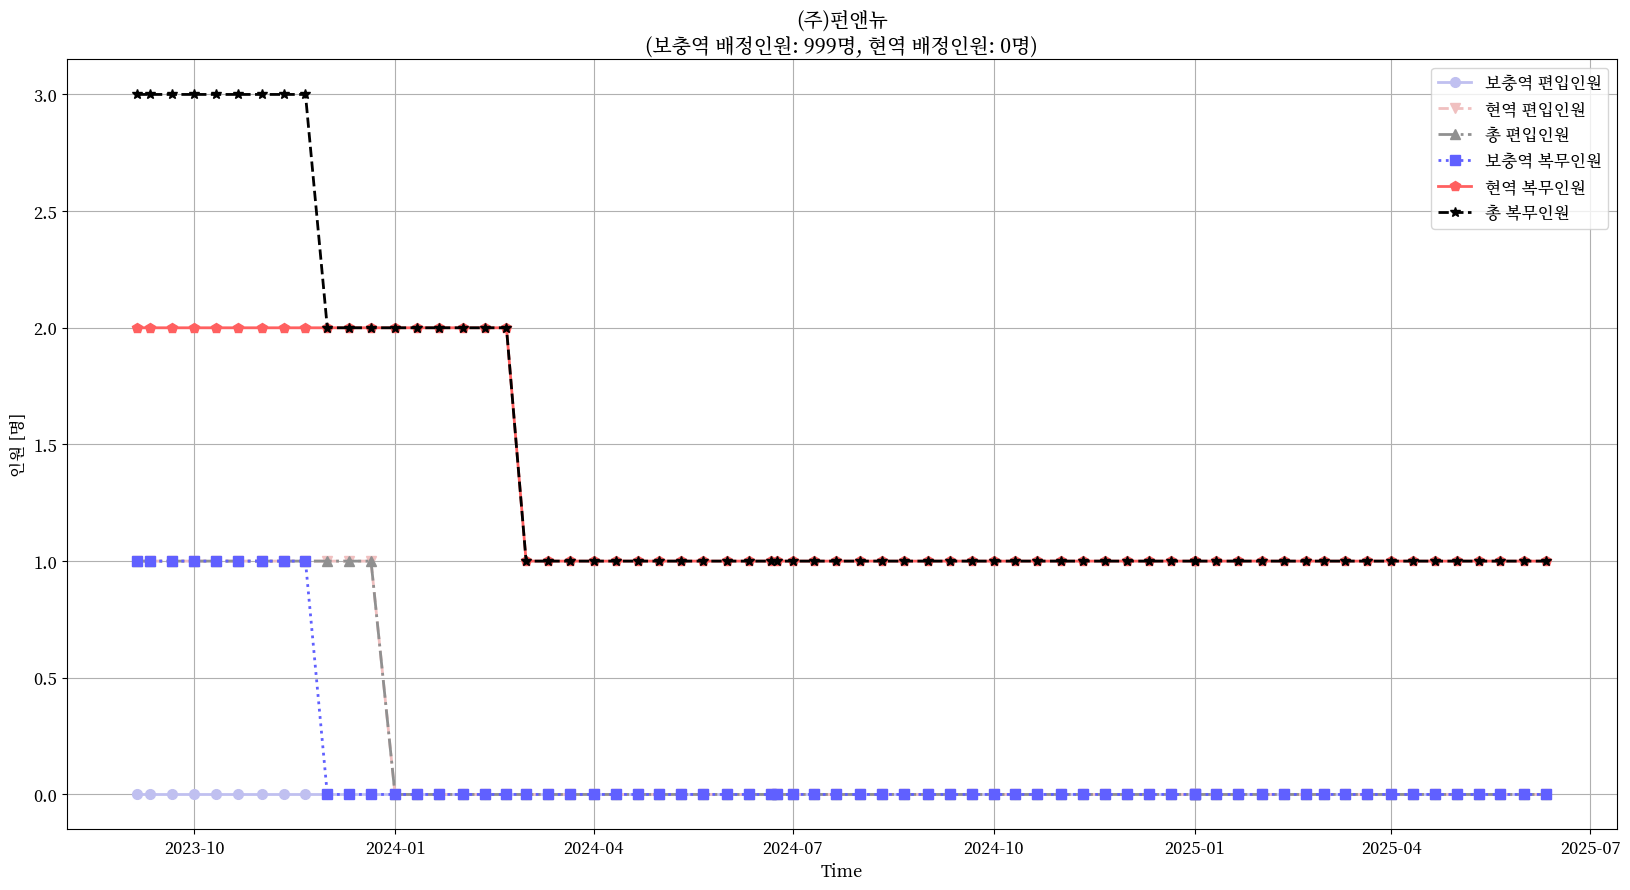 (주)펀앤뉴
(보충역 배정인원: 999명, 현역 배정인원: 0명)
보충역 편입인원
현역 편입인원
총 편입인원
보충역 복무인원
현역 복무인원
총 복무인원
인원 [명]
3.0
2.5
2.0
1.5
1.0
0.5
0.0
2023-10
2024-01
2024-04
2024-07
2024-10
2025-01
2025-04
2025-07
Time